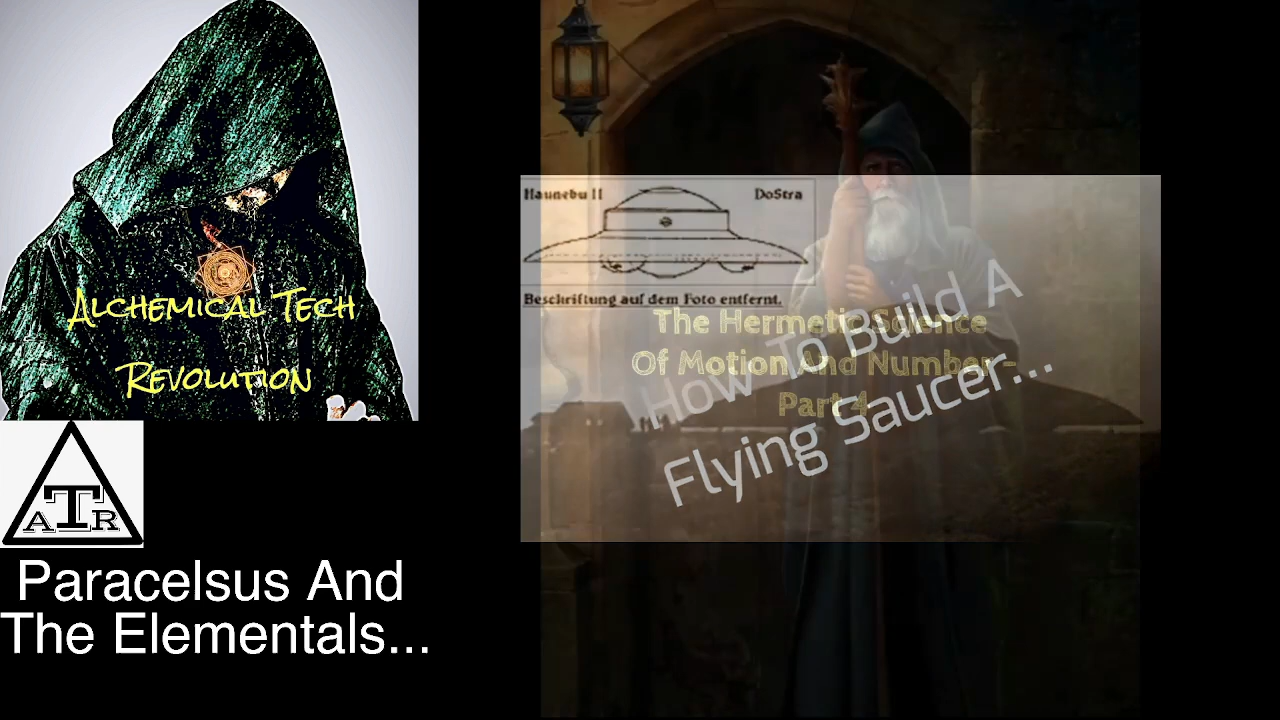 Alchemical Tech
Revolution
ATR
Paracelsus And
The Elementals...
Haunebu II
DoStra
Beschriftung auf dem Foto entfernt.
The Hermetic Science
Of Motion And Number -
Part 4
How To Build A
Flying Saucer...